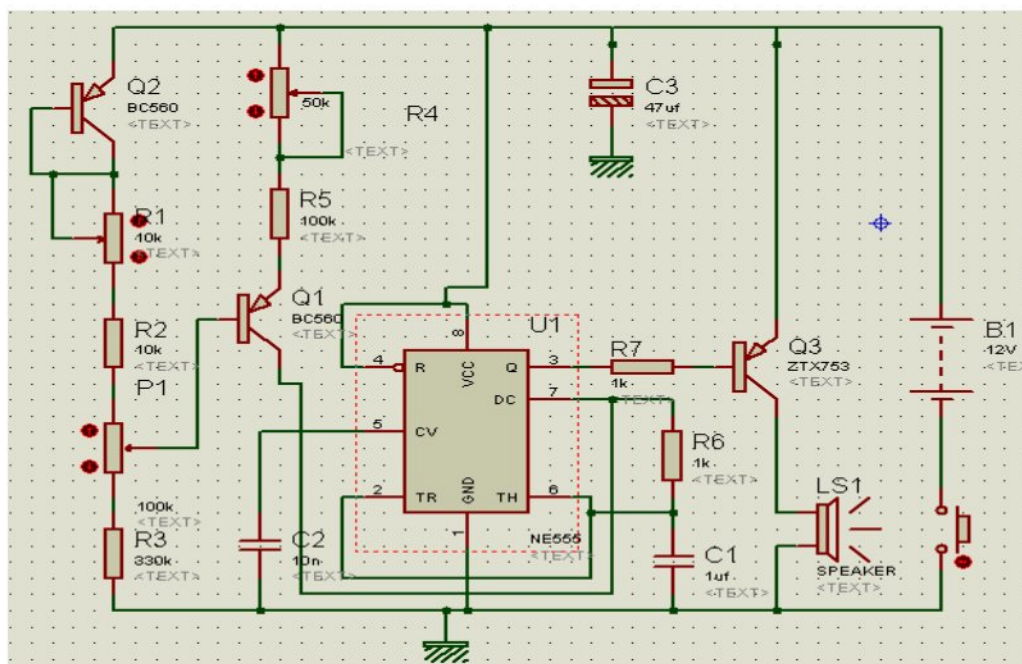 Q2
BC560
<TEXT>
50k
R4
<TEXT>
C3
47uf
<TEXT>
R1
10k
<TEXT>
R5
100k
<TEXT>
R2
10k
<TEXT>
Q1
BC560
<TEXT>
U1
8
4
R
VCC
Q
3
R7
1k
<TEXT>
Q3
ZTX753
<TEXT>
B1
12V
<TEX
P1
DC
7
5
CV
R6
1k
<TEXT>
2
TR
GND
TH
6
1
NE555
<TEXT>
LS1
SPEAKER
<TEXT>
100k
<TEXT>
R3
330k
<TEXT>
C2
10n
<TEXT>
C1
1uf
<TEXT>